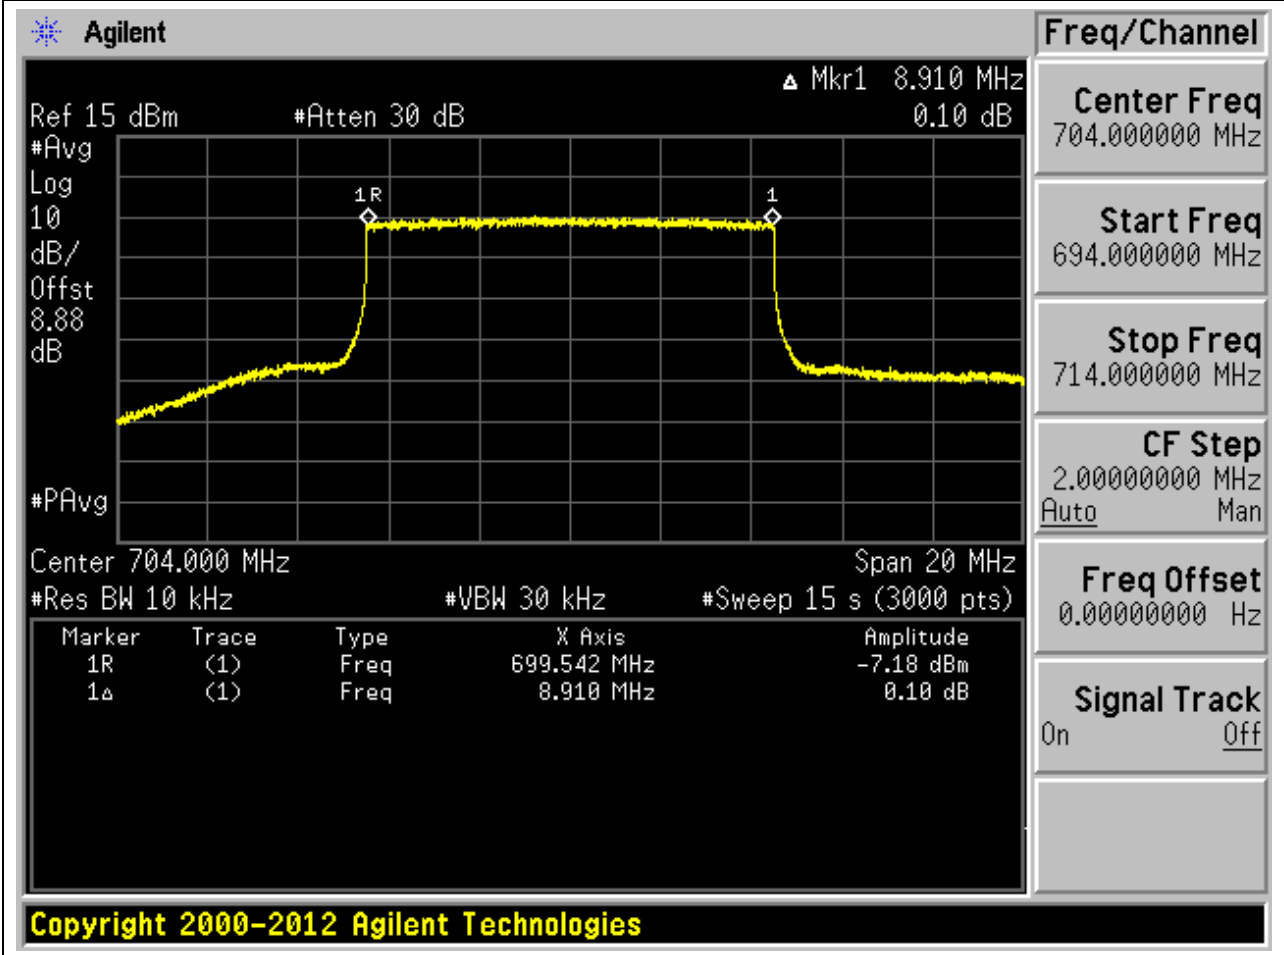 Agilent
Freq/Channel
Δ Mkr1 8.910 MHz
Ref 15 dBm #Atten 30 dB 0.10 dB
#Avg
Log
10
dB/
Offst
8.88
dB
#PAvg
1R
1
Center 704.000 MHz Span 20 MHz
#Res BW 10 kHz #VBW 30 kHz #Sweep 15 s (3000 pts)
Marker Trace Type X Axis Amplitude
1R (1) Freq 699.542 MHz -7.18 dBm
1Δ (1) Freq 8.910 MHz 0.10 dB
Center Freq
704.000000 MHz
Start Freq
694.000000 MHz
Stop Freq
714.000000 MHz
CF Step
2.00000000 MHz
Auto Man
Freq Offset
0.00000000 Hz
Signal Track
On Off
Copyright 2000-2012 Agilent Technologies